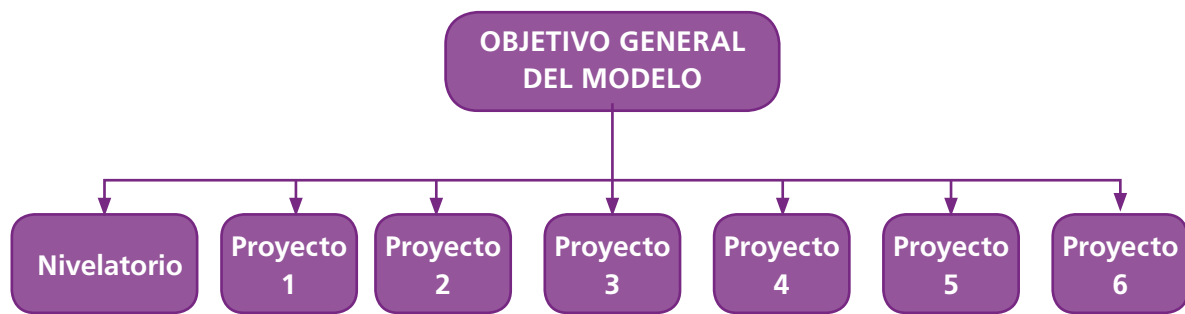 OBJETIVO GENERAL
DEL MODELO
Nivelatorio
Proyecto
1
Proyecto
2
Proyecto
3
Proyecto
4
Proyecto
5
Proyecto
6